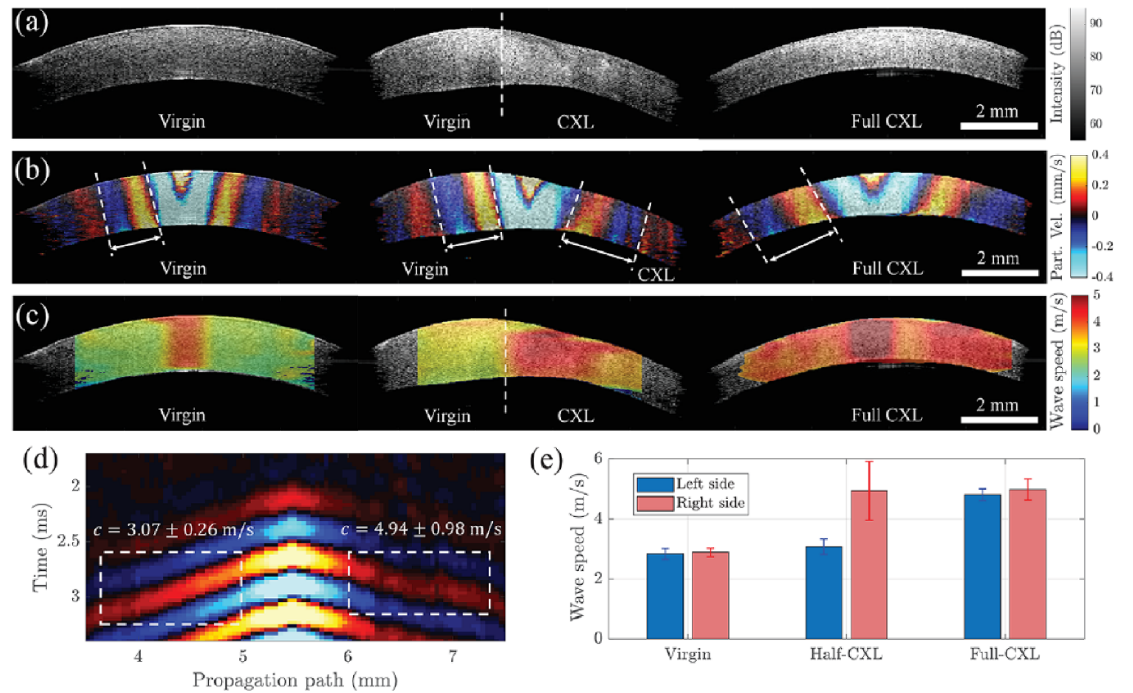 (a)
Virgin
Virgin
CXL
Full CXL
2 mm
Intensity (dB)
90
80
70
60
(b)
Virgin
Virgin
CXL
Full CXL
2 mm
Part. Vel. (mm/s)
0.4
0.2
0
-0.2
-0.4
(c)
Virgin
Virgin
CXL
Full CXL
2 mm
Wave speed (m/s)
5
4
3
2
1
0
(d)
c = 3.07 ± 0.26 m/s
c = 4.94 ± 0.98 m/s
Time (ms)
2
2.5
3
4
5
6
7
Propagation path (mm)
(e)
Wave speed (m/s)
6
4
2
0
Left side
Right side
Virgin
Half-CXL
Full-CXL